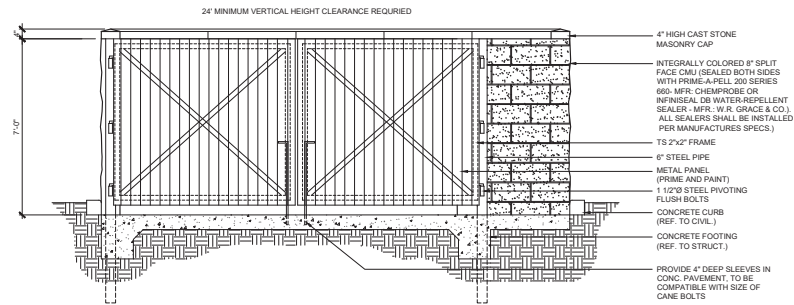 24' MINIMUM VERTICAL HEIGHT CLEARANCE REQURIED
4"
7'-0"
4" HIGH CAST STONE
MASONRY CAP
INTEGRALLY COLORED 8" SPLIT
FACE CMU (SEALED BOTH SIDES
WITH PRIME-A-PELL 200 SERIES
660- MFR: CHEMPROBE OR
INFINISEAL DB WATER-REPELLENT
SEALER - MFR.: W.R. GRACE & CO.).
ALL SEALERS SHALL BE INSTALLED
PER MANUFACTURES SPECS.)
TS 2"x2" FRAME
6" STEEL PIPE
METAL PANEL
(PRIME AND PAINT)
1 1/2"Ø STEEL PIVOTING
FLUSH BOLTS
CONCRETE CURB
(REF. TO CIVIL.)
CONCRETE FOOTING
(REF. TO STRUCT.)
PROVIDE 4" DEEP SLEEVES IN
CONC. PAVEMENT, TO BE
COMPATIBLE WITH SIZE OF
CANE BOLTS